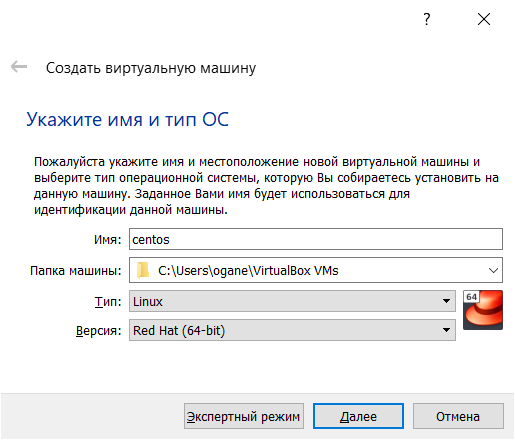 ?
Создать виртуальную машину
Укажите имя и тип ОС
Пожалуйста укажите имя и местоположение новой виртуальной машины и
выберите тип операционной системы, которую Вы собираетесь установить на
данную машину. Заданное Вами имя будет использоваться для
идентификации данной машины.
Имя: centos
Папка машины: C:\Users\ogane\VirtualBox VMs
Тип: Linux
64
Версия: Red Hat (64-bit)
Экспертный режим Далее Отмена